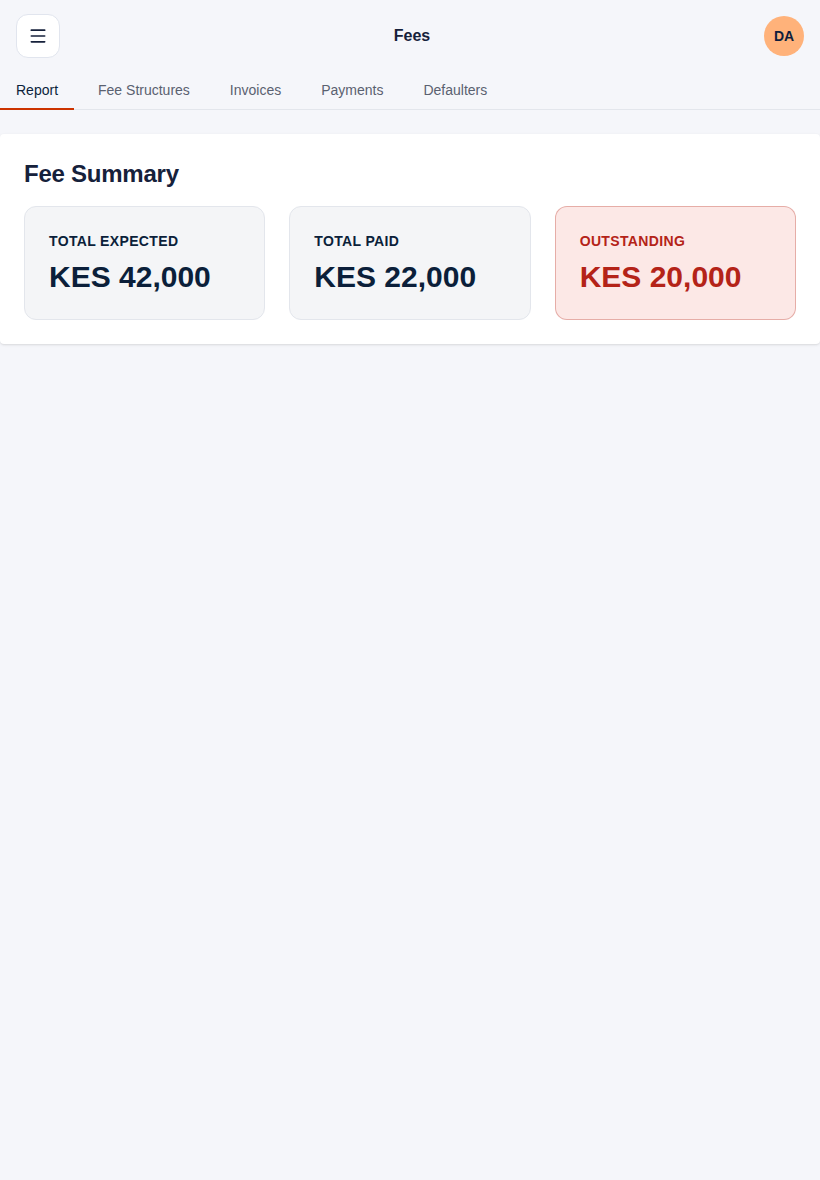 Fees
DA
Report Fee Structures Invoices Payments Defaulters
Fee Summary
TOTAL EXPECTED
KES 42,000
TOTAL PAID
KES 22,000
OUTSTANDING
KES 20,000